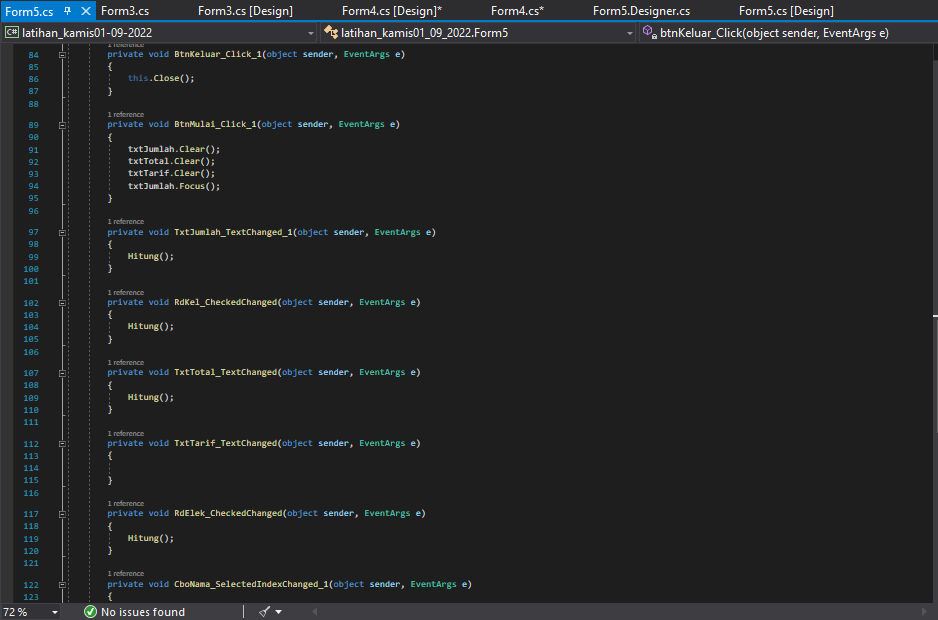 Form5.cs Form3.cs Form3.cs [Design] Form4.cs [Design]* Form4.cs* Form5.Designer.cs Form5.cs [Design]
C# latihan_kamis01-09-2022 latihan_kamis01_09_2022.Form5 btnKeluar_Click(object sender, EventArgs e)
1 reference
84 private void BtnKeluar_Click_1(object sender, EventArgs e)
85 {
86 this.Close();
87 }
88
1 reference
89 private void BtnMulai_Click_1(object sender, EventArgs e)
90 {
91 txtJumlah.Clear();
92 txtTotal.Clear();
93 txtTarif.Clear();
94 txtJumlah.Focus();
95 }
96
1 reference
97 private void TxtJumlah_TextChanged_1(object sender, EventArgs e)
98 {
99 Hitung();
100 }
101
1 reference
102 private void RdKel_CheckedChanged(object sender, EventArgs e)
103 {
104 Hitung();
105 }
106
1 reference
107 private void TxtTotal_TextChanged(object sender, EventArgs e)
108 {
109 Hitung();
110 }
111
1 reference
112 private void TxtTarif_TextChanged(object sender, EventArgs e)
113 {
114
115 }
116
1 reference
117 private void RdElek_CheckedChanged(object sender, EventArgs e)
118 {
119 Hitung();
120 }
121
1 reference
122 private void CboNama_SelectedIndexChanged_1(object sender, EventArgs e)
123 {
72 % No issues found